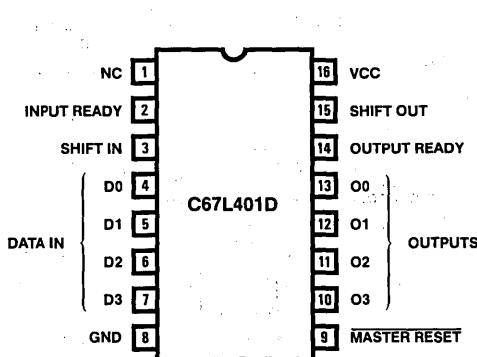 NC 1 16 VCC
INPUT READY 2 15 SHIFT OUT
SHIFT IN 3 14 OUTPUT READY
D0 4 13 O0
C67L401D
D1 5 12 O1
DATA IN OUTPUTS
D2 6 11 O2
D3 7 10 O3
GND 8 9 MASTER RESET